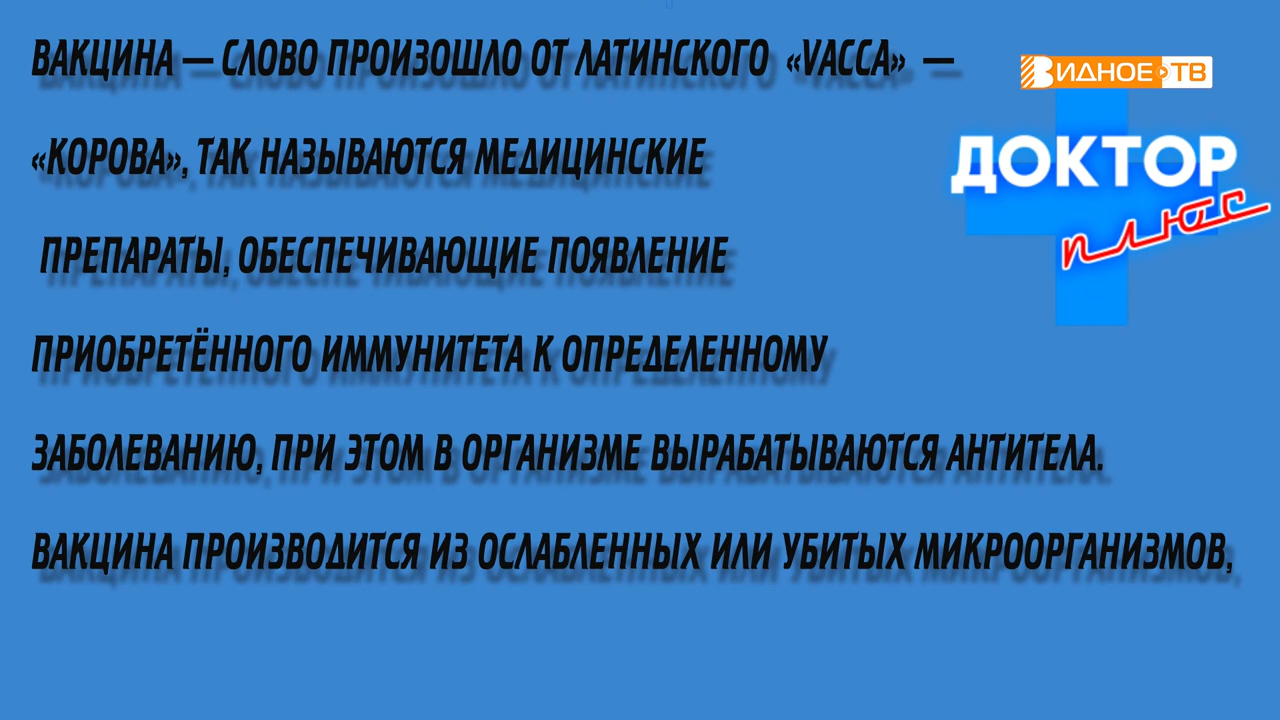 ВАКЦИНА — СЛОВО ПРОИЗОШЛО ОТ ЛАТИНСКОГО «VACCA» —
ВИДНОЕ ТВ
«КОРОВА», ТАК НАЗЫВАЮТСЯ МЕДИЦИНСКИЕ
ДОКТОР
плюс
ПРЕПАРАТЫ, ОБЕСПЕЧИВАЮЩИЕ ПОЯВЛЕНИЕ
ПРИОБРЕТЁННОГО ИММУНИТЕТА К ОПРЕДЕЛЕННОМУ
ЗАБОЛЕВАНИЮ, ПРИ ЭТОМ В ОРГАНИЗМЕ ВЫРАБАТЫВАЮТСЯ АНТИТЕЛА.
ВАКЦИНА ПРОИЗВОДИТСЯ ИЗ ОСЛАБЛЕННЫХ ИЛИ УБИТЫХ МИКРООРГАНИЗМОВ,